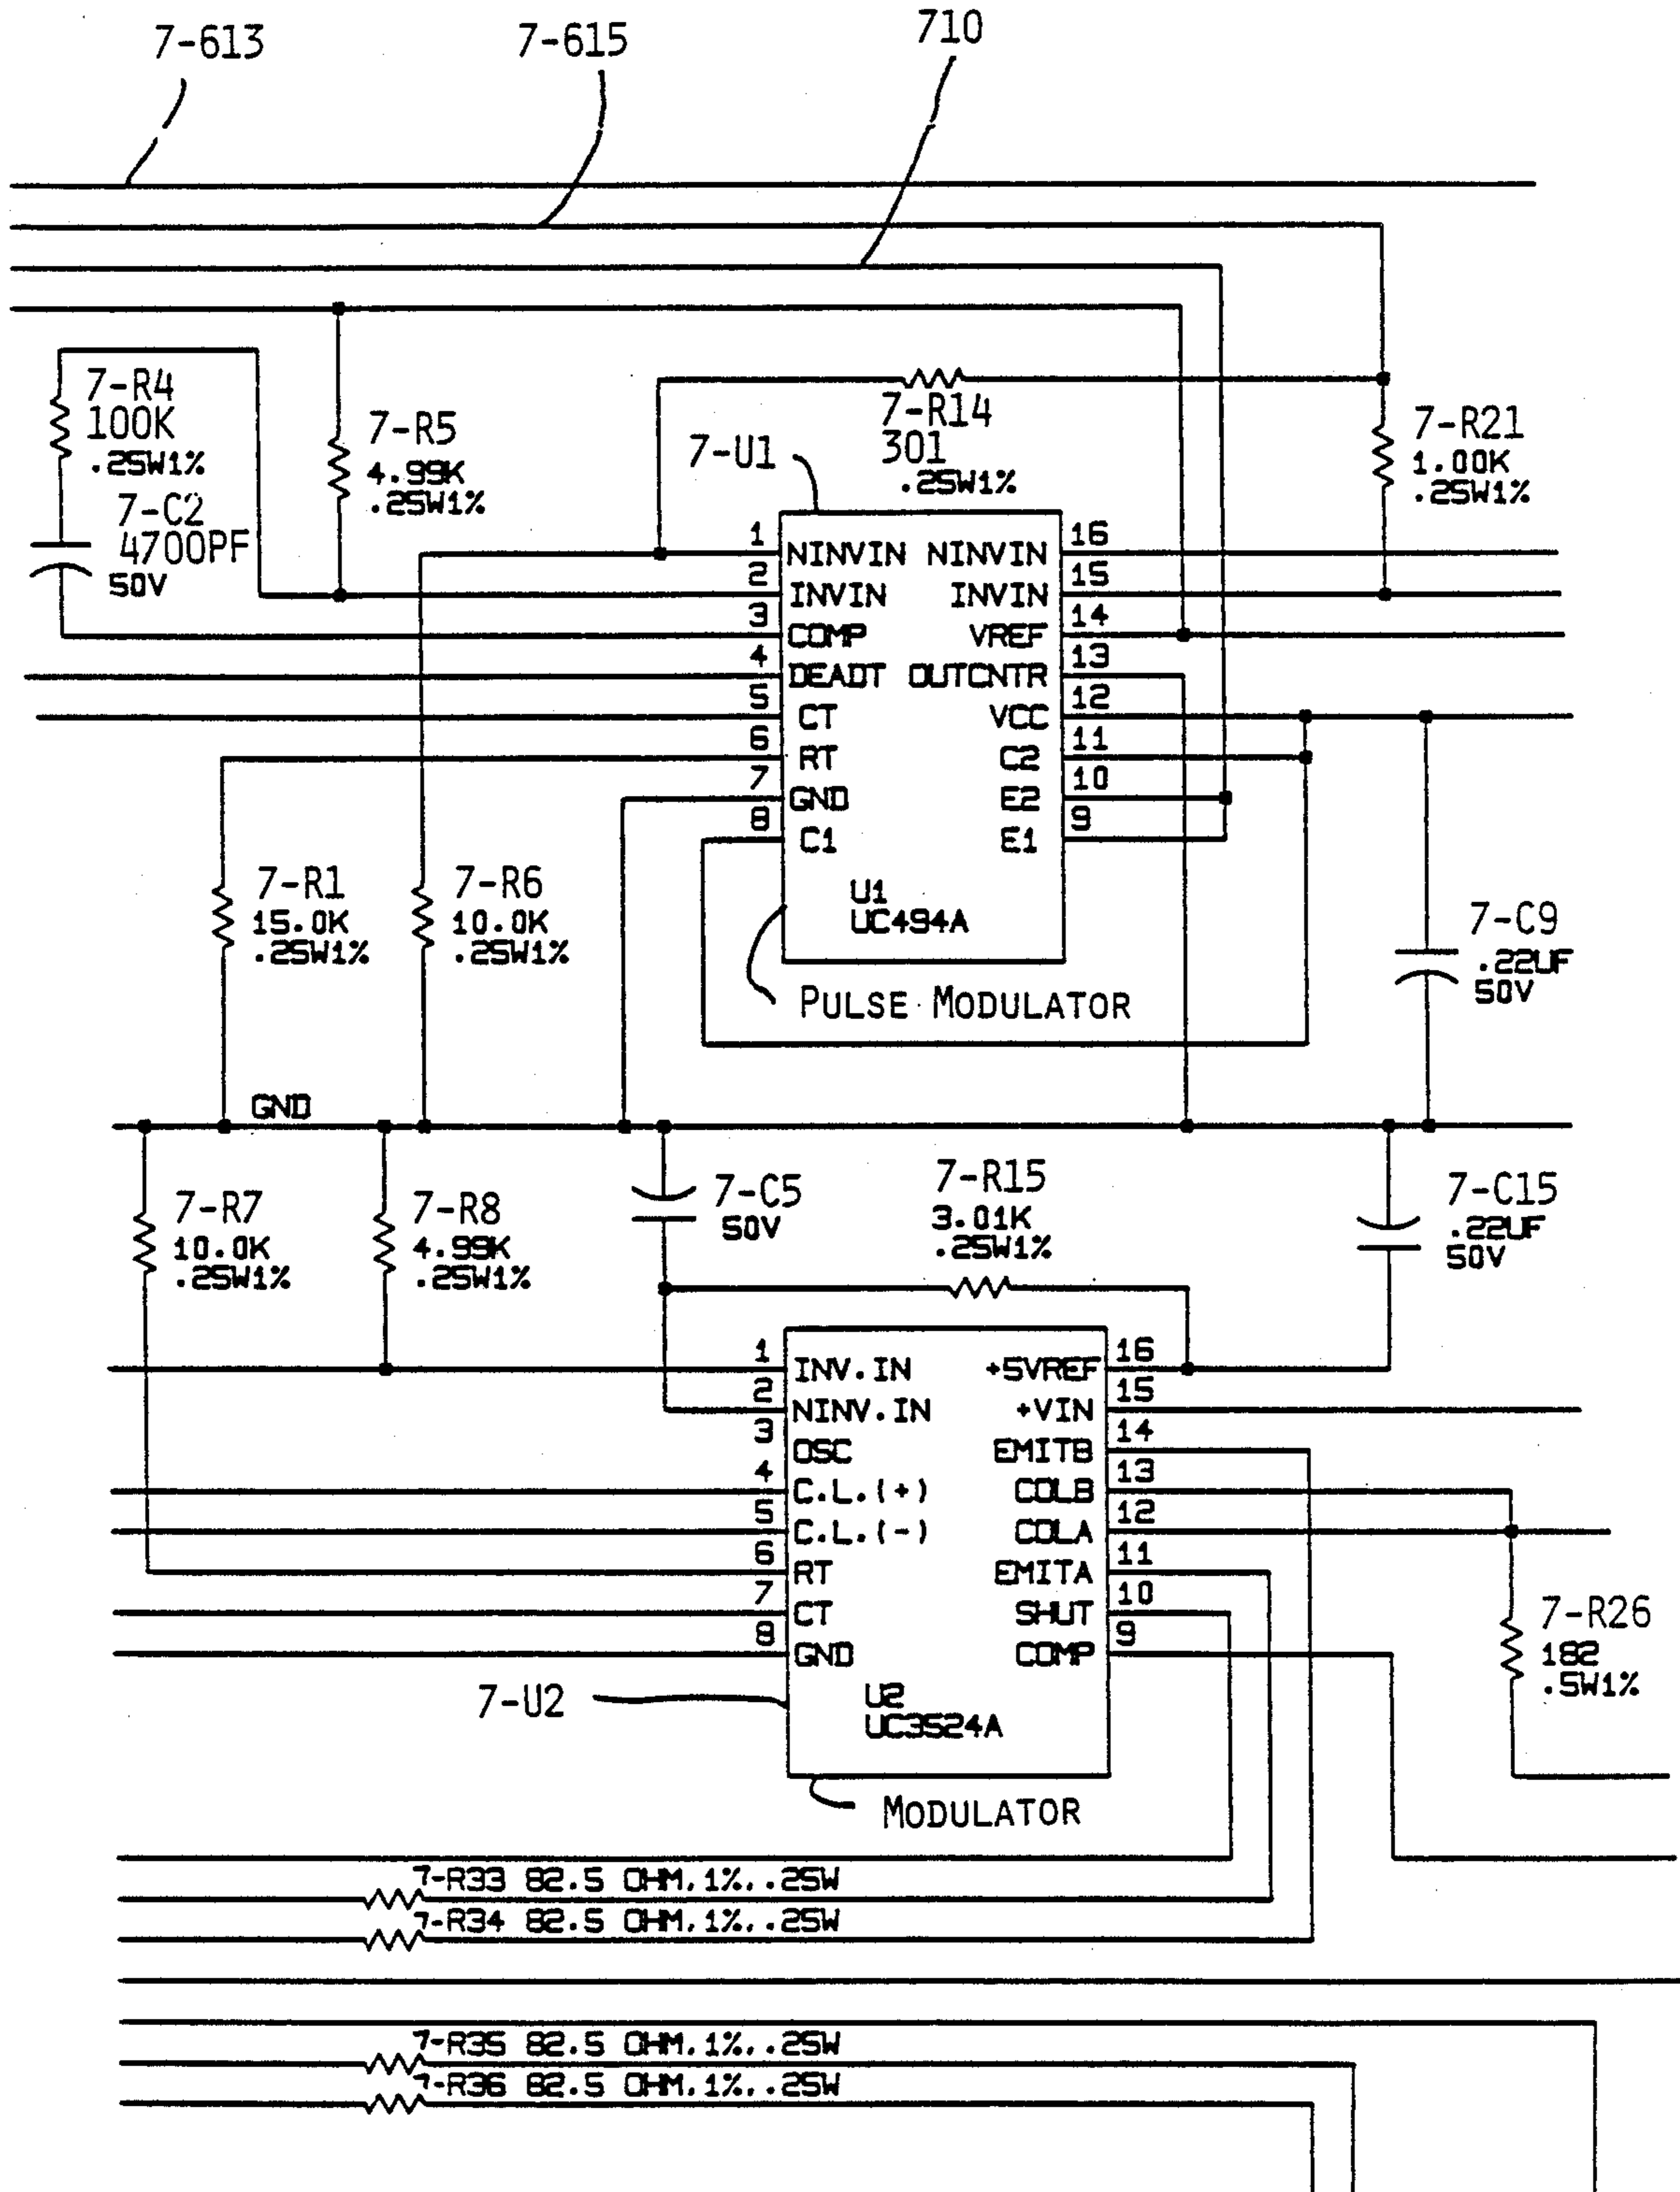 7-613
7-615
710
7-R4
100K
.25W1%
7-C2
4700PF
50V
7-R5
4.99K
.25W1%
7-U1
7-R14
301
.25W1%
7-R21
1.00K
.25W1%
1 NINVIN NINVIN 16
2 INVIN INVIN 15
3 COMP VREF 14
4 DEADT OUTCNTR 13
5 CT VCC 12
6 RT C2 11
7 GND E2 10
8 C1 E1 9
U1
UC494A
PULSE MODULATOR
7-R1
15.0K
.25W1%
7-R6
10.0K
.25W1%
7-C9
.22UF
50V
GND
7-R7
10.0K
.25W1%
7-R8
4.99K
.25W1%
7-C5
50V
7-R15
3.01K
.25W1%
7-C15
.22UF
50V
1 INV.IN +5VREF 16
2 NINV.IN +VIN 15
3 OSC EMITB 14
4 C.L.(+) COLB 13
5 C.L.(-) COLA 12
6 RT EMITA 11
7 CT SHUT 10
8 GND COMP 9
7-U2
U2
UC3524A
MODULATOR
7-R26
182
.5W1%
7-R33 82.5 OHM,1%,.25W
7-R34 82.5 OHM,1%,.25W
7-R35 82.5 OHM,1%,.25W
7-R36 82.5 OHM,1%,.25W